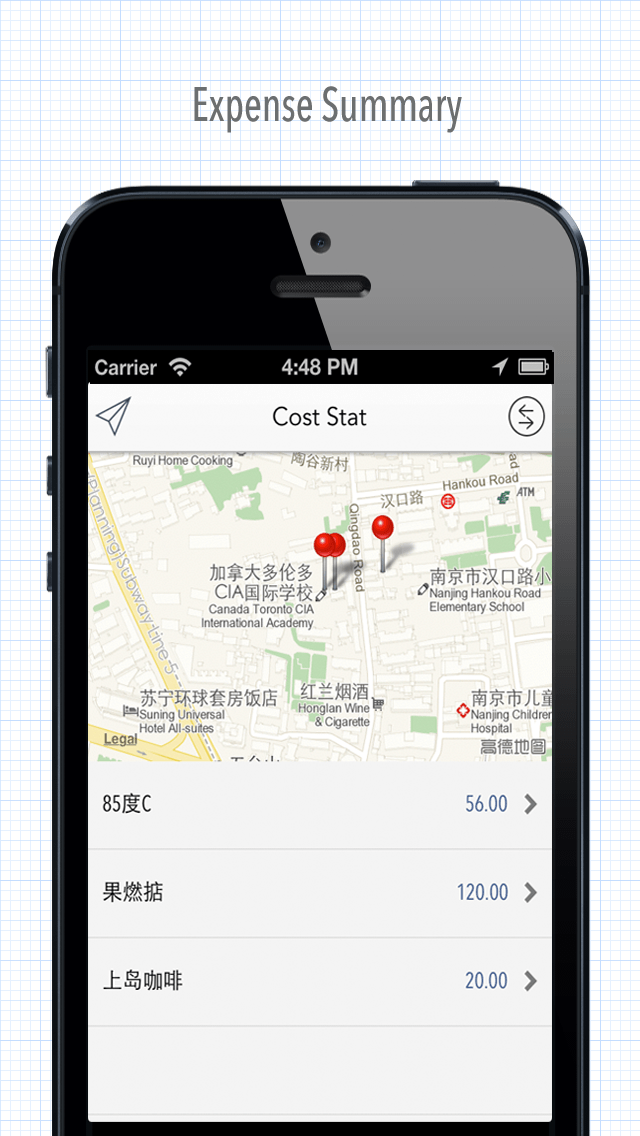 Expense Summary
Carrier
4:48 PM
Cost Stat
Ruyi Home Cooking
陶谷新村
Hankou Road
汉口路
ATM
Qingdao Road
加拿大多伦多
CIA国际学校
Canada Toronto CIA
International Academy
南京市汉口路小
Nanjing Hankou Road
Elementary School
(Planning)Subway Line 5
苏宁环球套房饭店
Suning Universal
Hotel All-suites
红兰烟酒
Honglan Wine
& Cigarette
南京市儿童
Nanjing Children
Hospital
Legal
高德地图
85度C
56.00
果燃掂
120.00
上岛咖啡
20.00